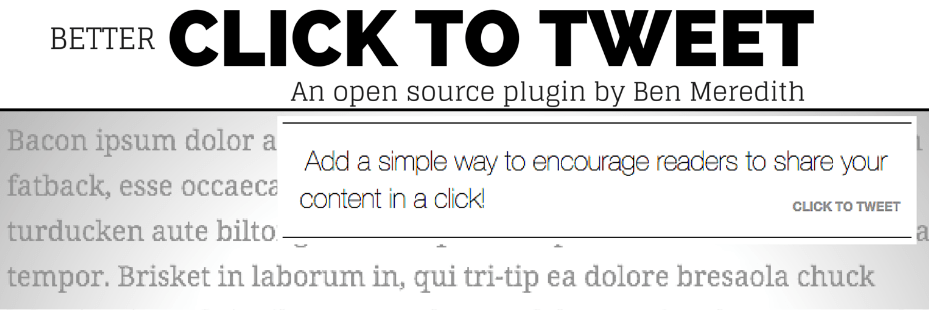 BETTER CLICK TO TWEET
An open source plugin by Ben Meredith
Bacon ipsum dolor a
Add a simple way to encourage readers to share your
fatback, esse occaeca
content in a click!
CLICK TO TWEET
turducken aute bilto
tempor. Brisket in laborum in, qui tri-tip ea dolore bresaola chuck